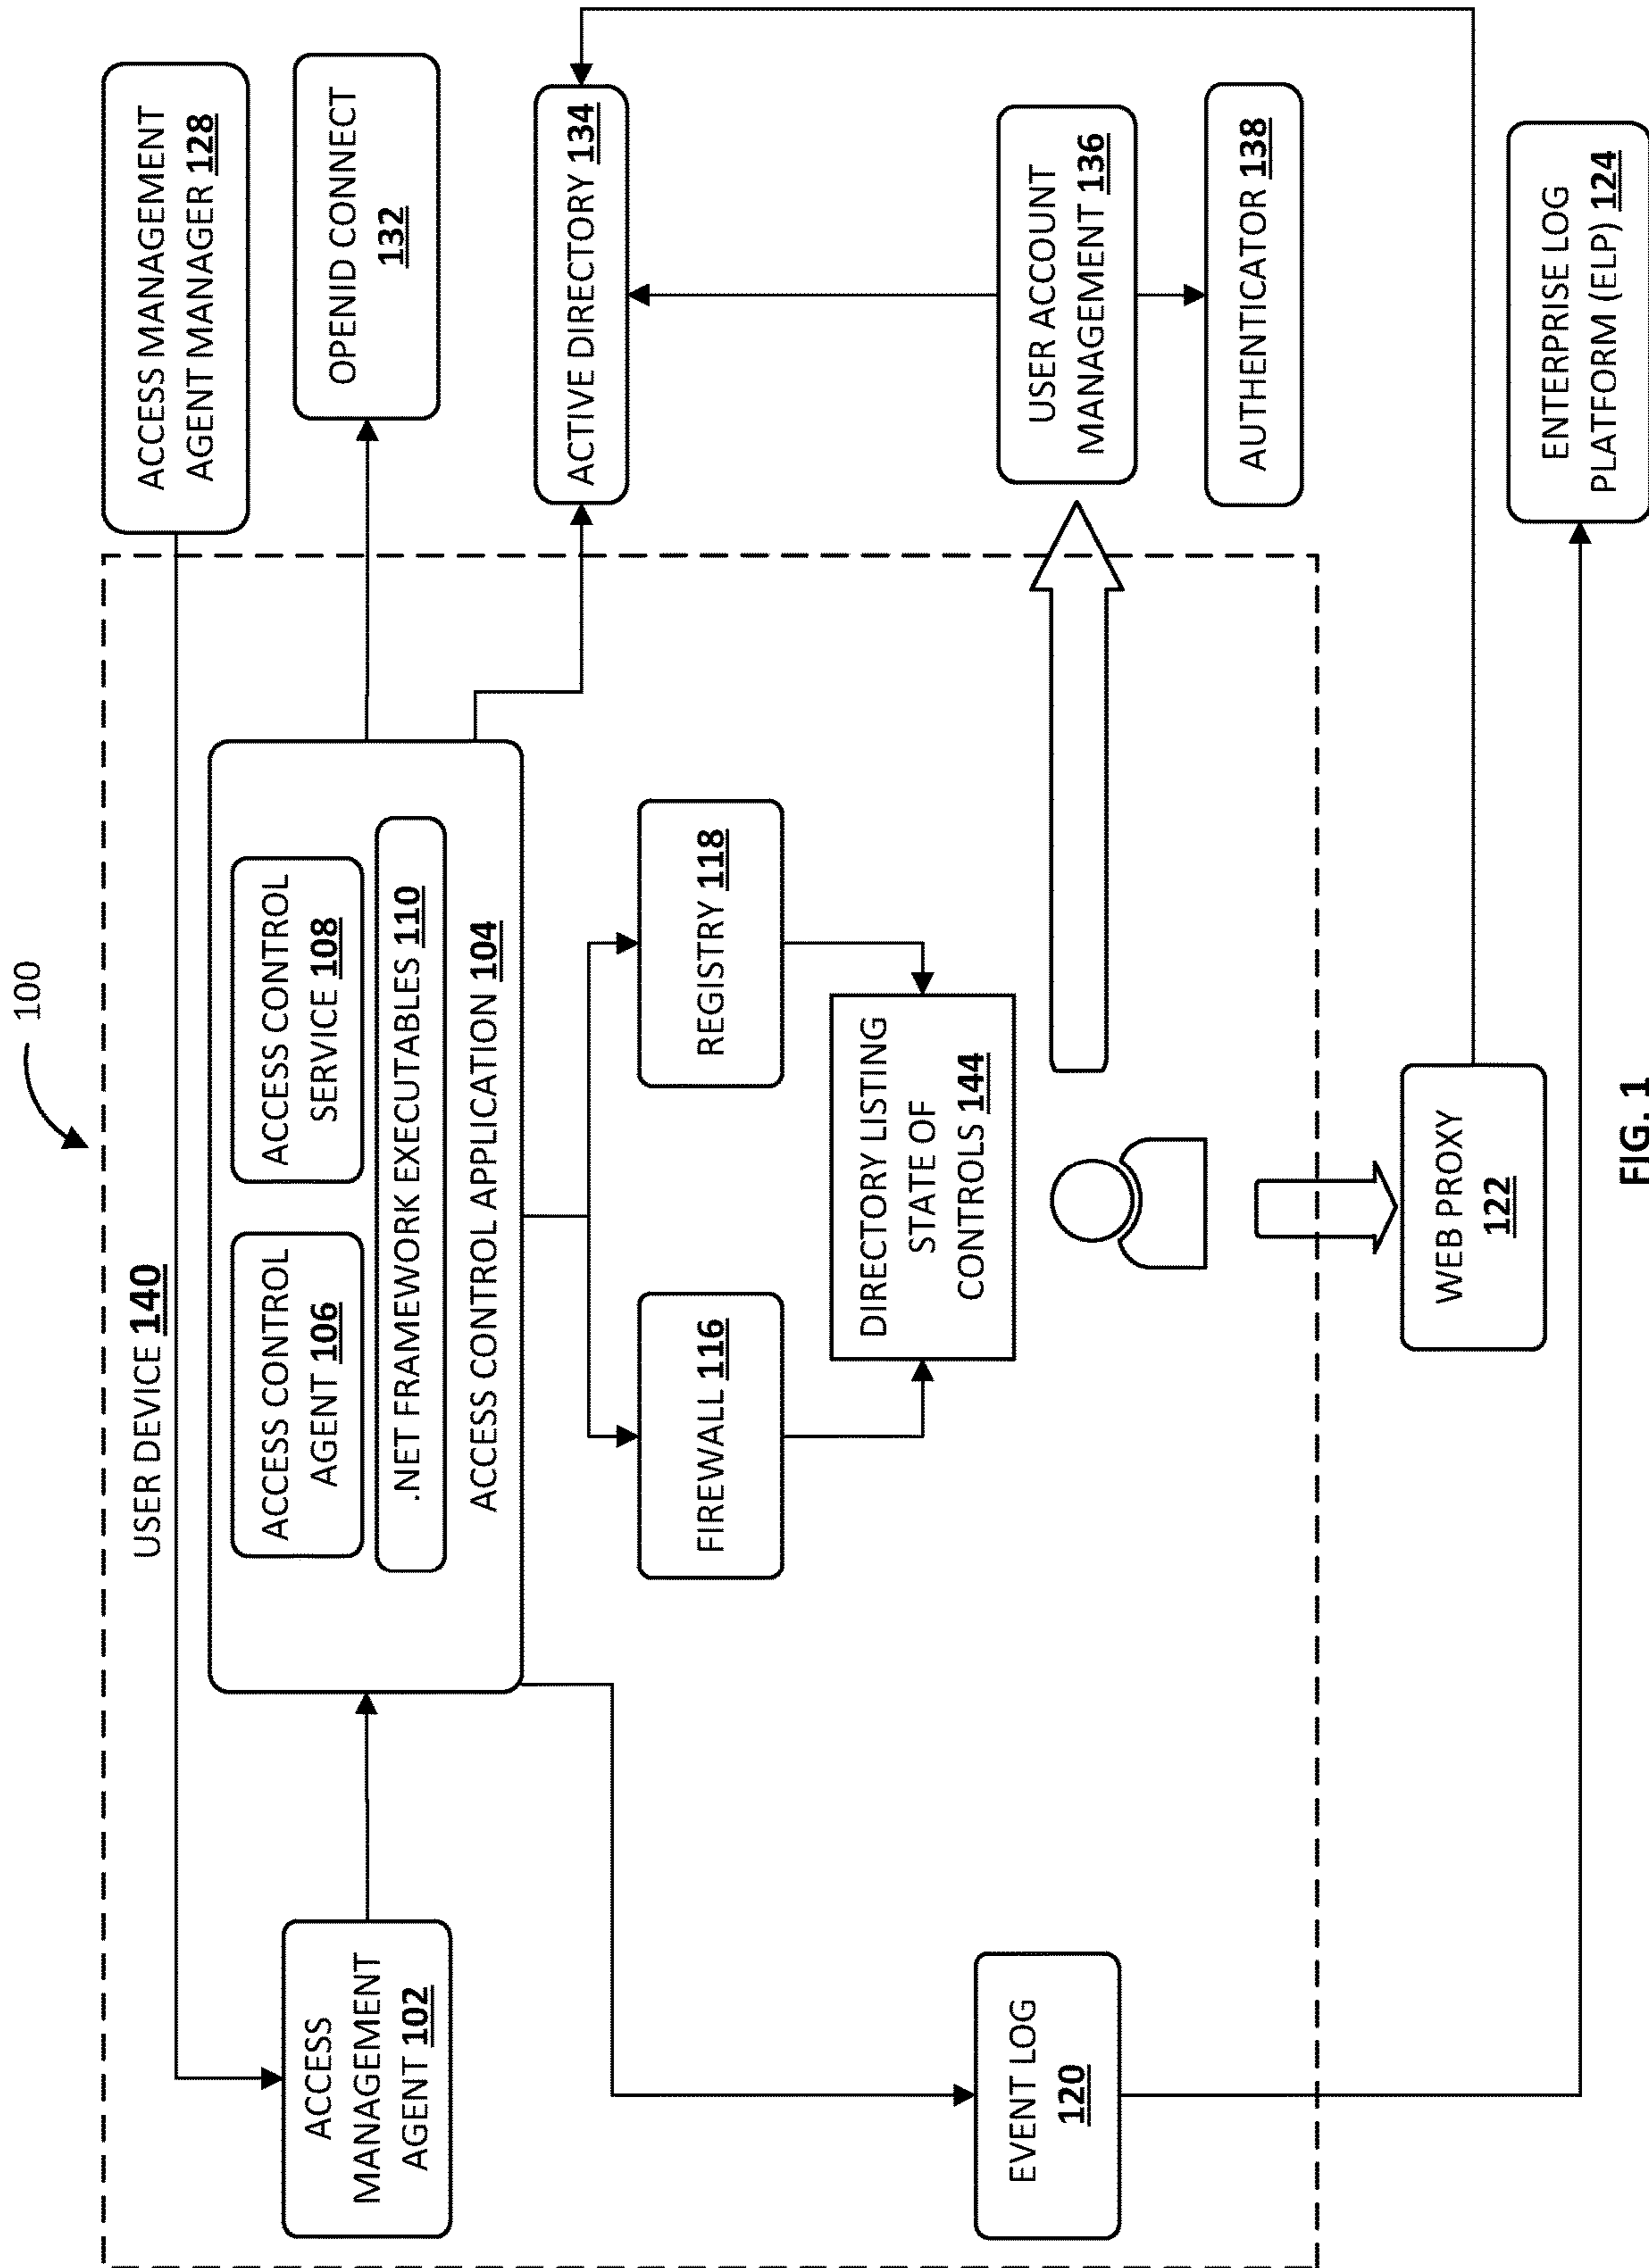 100
USER DEVICE 140
ACCESS MANAGEMENT
AGENT MANAGER 128
ACCESS
MANAGEMENT
AGENT 102
ACCESS CONTROL
AGENT 106
ACCESS CONTROL
SERVICE 108
.NET FRAMEWORK EXECUTABLES 110
ACCESS CONTROL APPLICATION 104
OPENID CONNECT
132
ACTIVE DIRECTORY 134
FIREWALL 116
REGISTRY 118
DIRECTORY LISTING
STATE OF
CONTROLS 144
EVENT LOG
120
USER ACCOUNT
MANAGEMENT 136
AUTHENTICATOR 138
WEB PROXY
122
ENTERPRISE LOG
PLATFORM (ELP) 124
FIG. 1